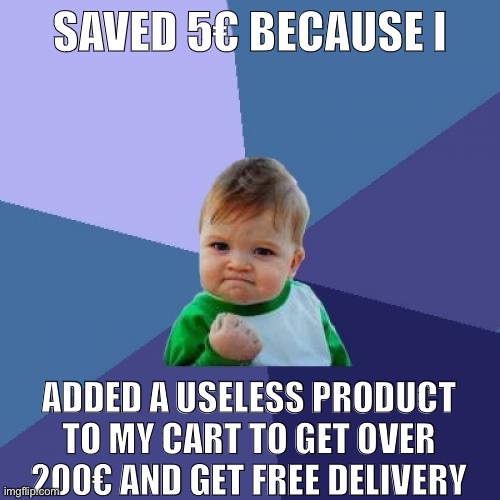 SAVED 5€ BECAUSE I
ADDED A USELESS PRODUCT
TO MY CART TO GET OVER
200€ AND GET FREE DELIVERY
imgflip.com